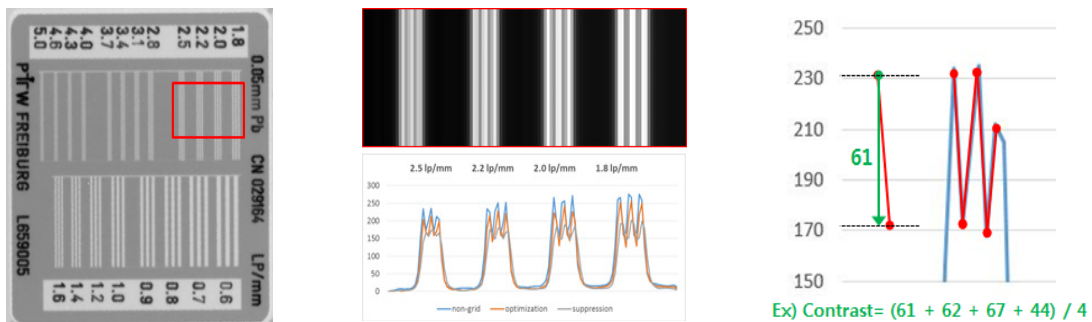 5.0 4.6 4.3 4.0 3.7 3.4 3.1 2.8 2.5 2.2 2.0 1.8
0.05mm Pb CN 029164 LP/mm
PTW FREIBURG L659005
1.6 1.4 1.2 1.0 0.9 0.8 0.7 0.6
2.5 lp/mm 2.2 lp/mm 2.0 lp/mm 1.8 lp/mm
300
250
200
150
100
50
0
non-grid optimization suppression
230
210
190
170
150
61
Ex) Contrast= (61 + 62 + 67 + 44) / 4